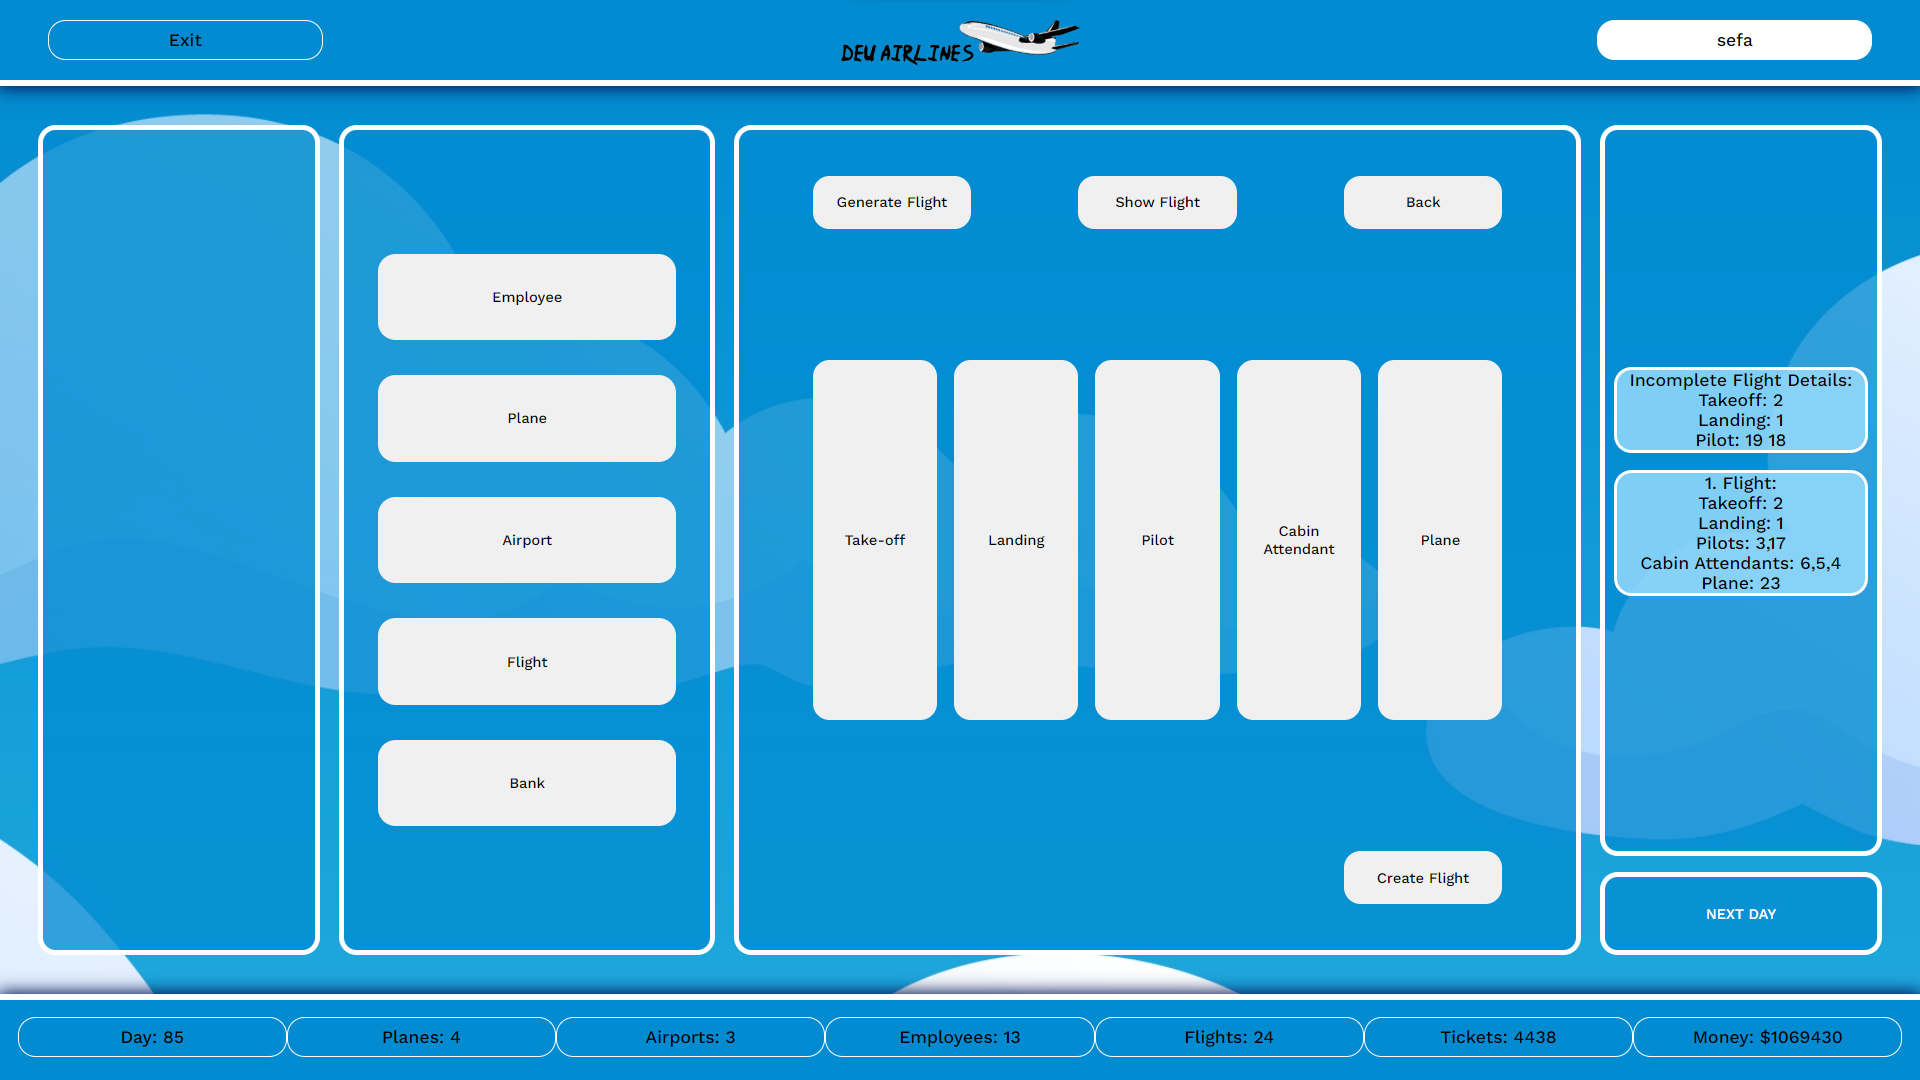 Exit
DEU AIRLINES
sefa
Employee
Plane
Airport
Flight
Bank
Generate Flight
Show Flight
Back
Take-off
Landing
Pilot
Cabin
Attendant
Plane
Create Flight
Incomplete Flight Details:
Takeoff: 2
Landing: 1
Pilot: 19 18
1. Flight:
Takeoff: 2
Landing: 1
Pilots: 3,17
Cabin Attendants: 6,5,4
Plane: 23
NEXT DAY
Day: 85
Planes: 4
Airports: 3
Employees: 13
Flights: 24
Tickets: 4438
Money: $1069430